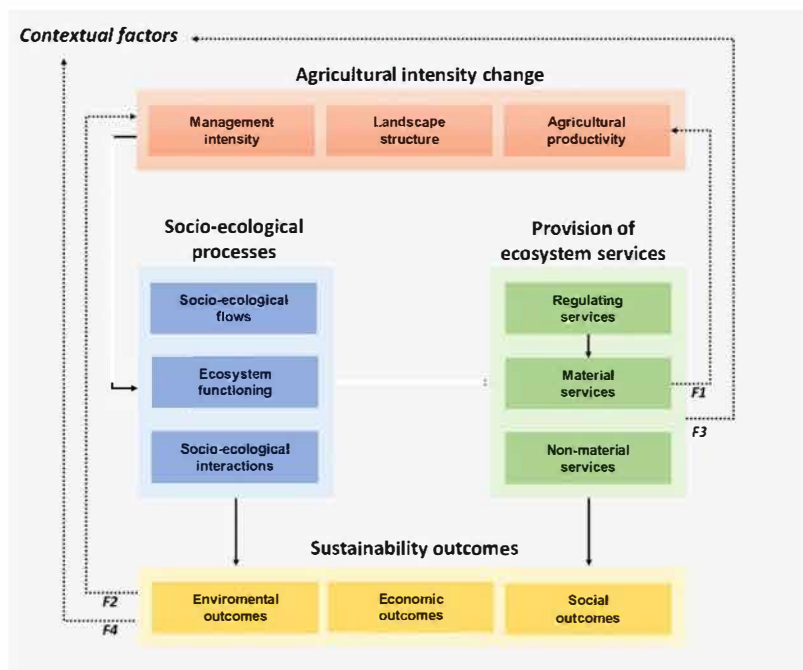 Contextual factors
Agricultural intensity change
Management
intensity
Landscape
structure
Agricultural
productivity
Socio-ecological
processes
Socio-ecological
flows
Ecosystem
functioning
Socio-ecological
interactions
Provision of
ecosystem services
Regulating
services
Material
services
Non-material
services
F1
F3
Sustainability outcomes
Enviromental
outcomes
Economic
outcomes
Social
outcomes
F2
F4